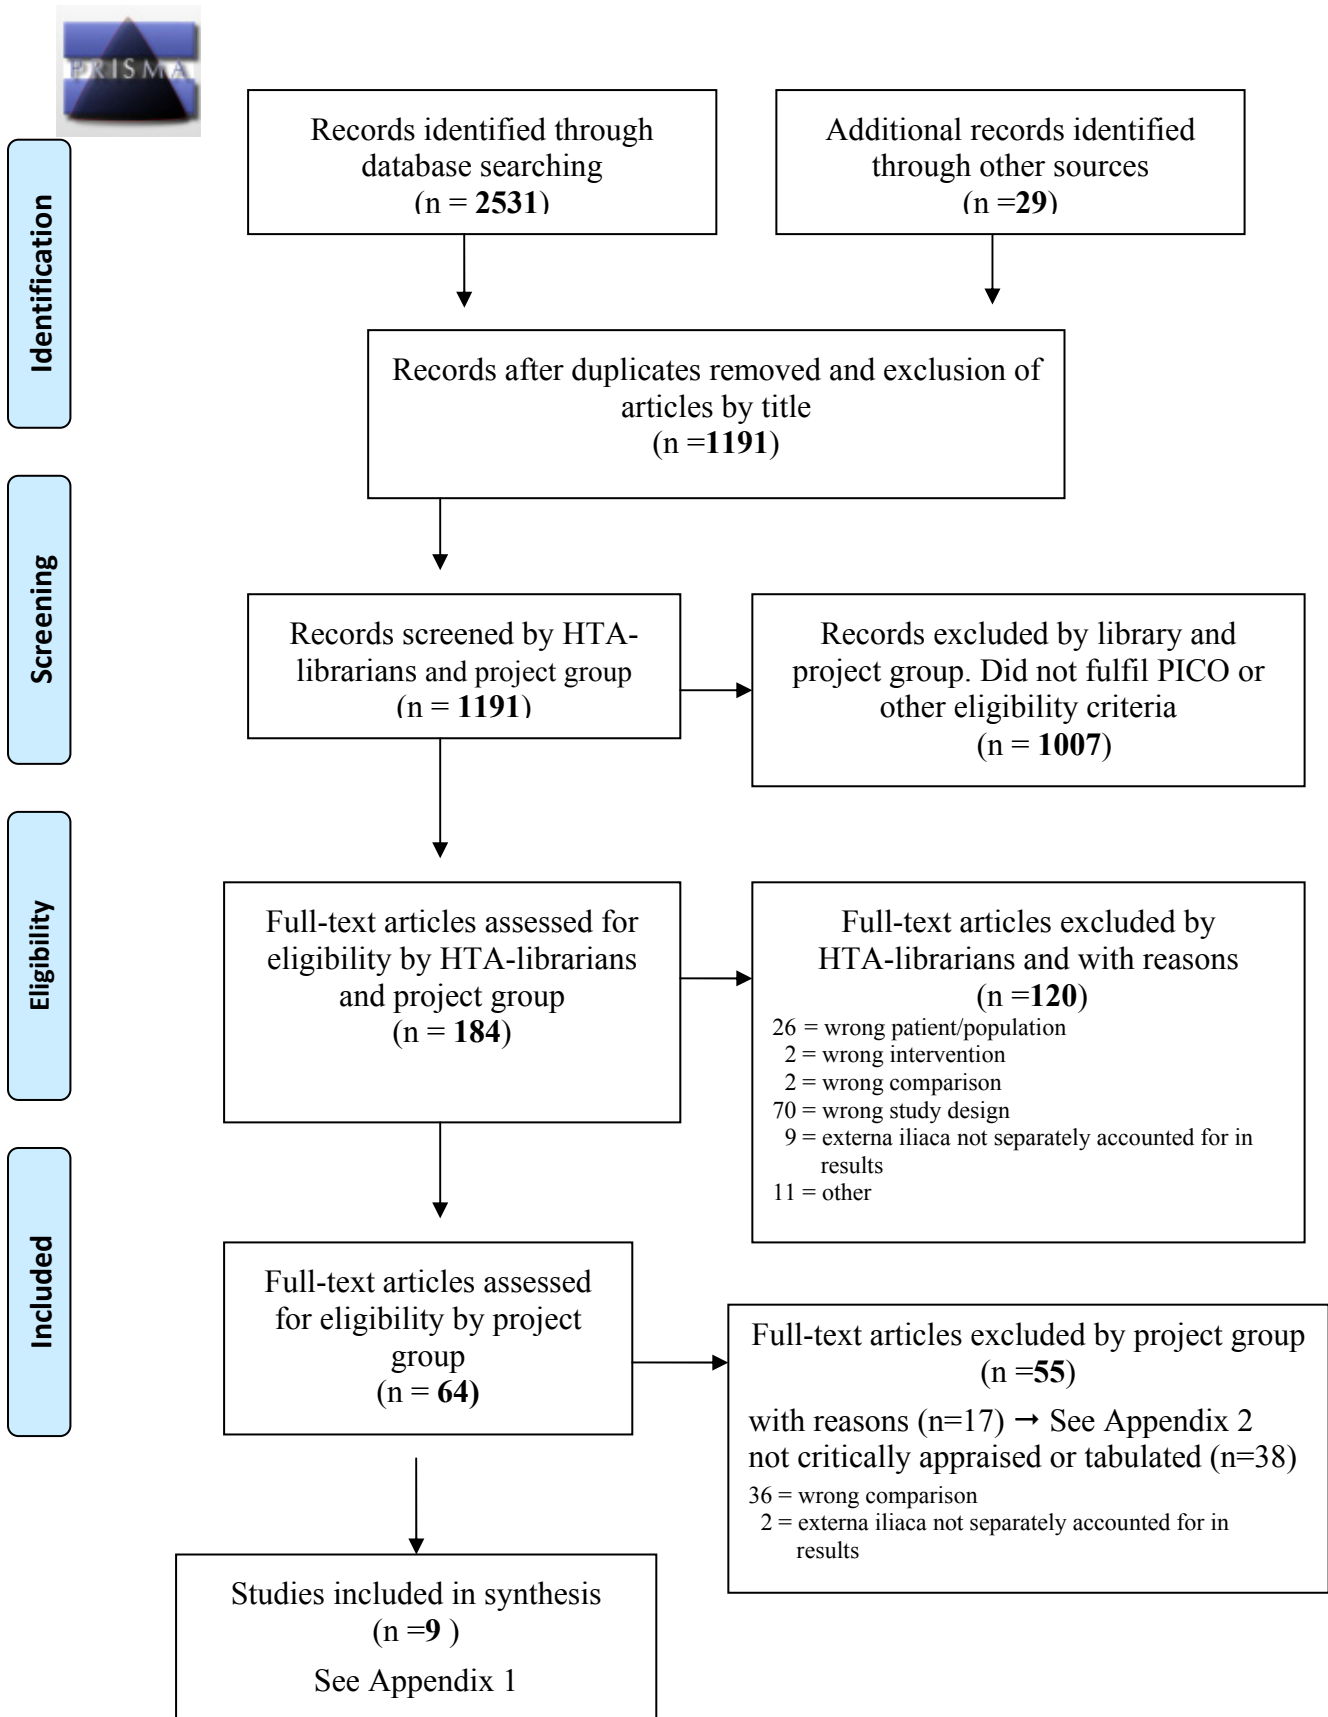 PRISMA
Records identified through
database searching
(n = 2531)
Additional records identified
through other sources
(n =29)
Identification
Records after duplicates removed and exclusion of
articles by title
(n =1191)
Screening
Records screened by HTA-
librarians and project group
(n = 1191)
Records excluded by library and
project group. Did not fulfil PICO or
other eligibility criteria
(n = 1007)
Eligibility
Full-text articles assessed for
eligibility by HTA-librarians
and project group
(n = 184)
Full-text articles excluded by
HTA-librarians and with reasons
(n =120)
26 = wrong patient/population
2 = wrong intervention
2 = wrong comparison
70 = wrong study design
9 = externa iliaca not separately accounted for in
results
11 = other
Included
Full-text articles assessed
for eligibility by project
group
(n = 64)
Full-text articles excluded by project group
(n =55)
with reasons (n=17) → See Appendix 2
not critically appraised or tabulated (n=38)
36 = wrong comparison
2 = externa iliaca not separately accounted for in
results
Studies included in synthesis
(n =9 )
See Appendix 1